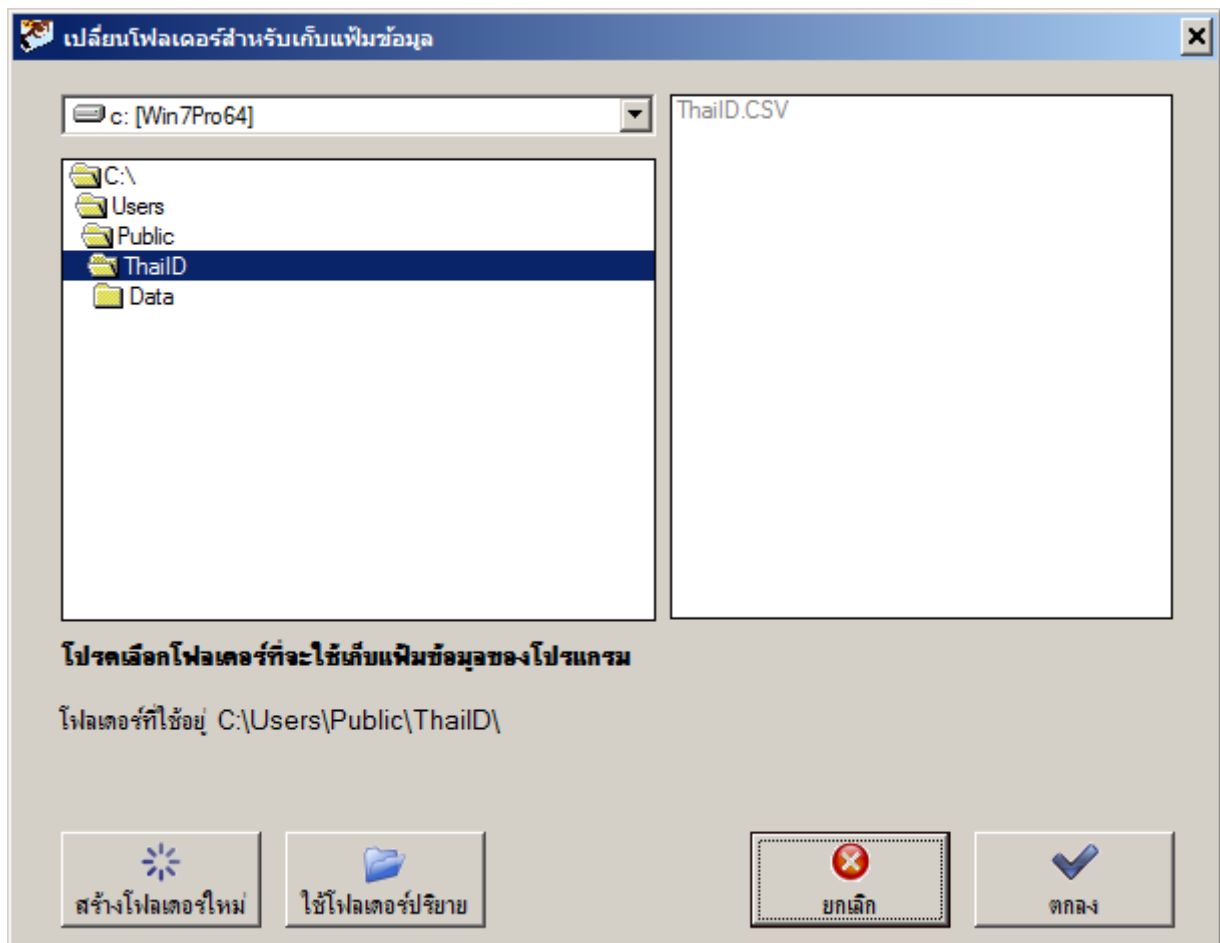 เปลี่ยนโฟลเดอร์สำหรับเก็บแฟ้มข้อมูล
c: [Win7Pro64]
ThaiID.CSV
C:\
Users
Public
ThaiID
Data
โปรดเลือกโฟลเดอร์ที่จะใช้เก็บแฟ้มข้อมูลของโปรแกรม
โฟลเดอร์ที่ใช้อยู่ C:\Users\Public\ThaiID\
สร้างโฟลเดอร์ใหม่
ใช้โฟลเดอร์ปริยาย
ยกเลิก
ตกลง